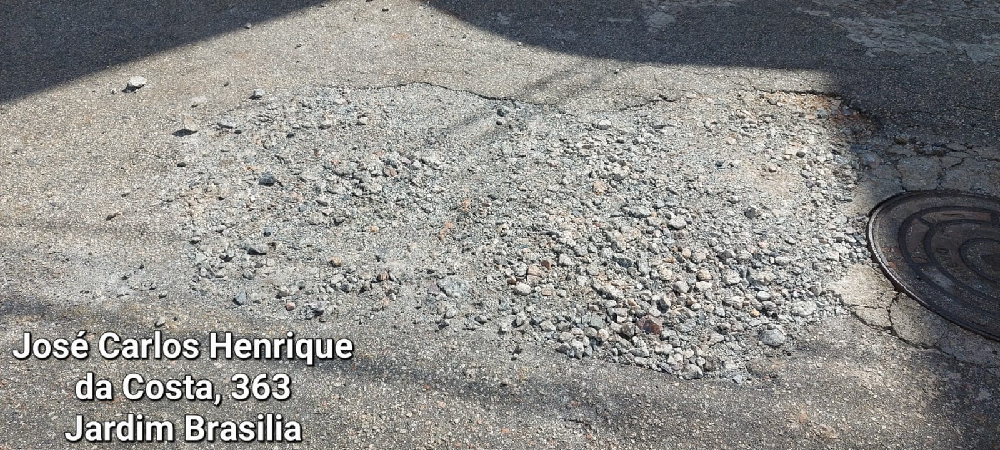 José Carlos Henrique
da Costa, 363
Jardim Brasilia